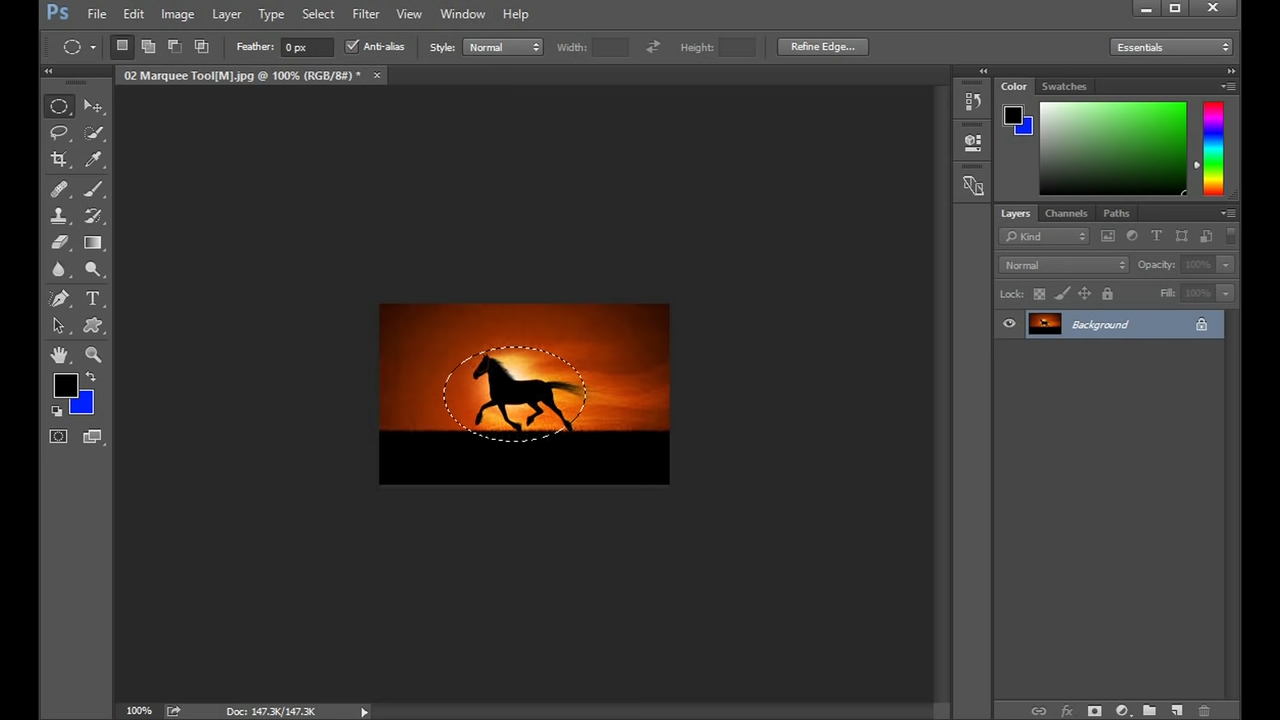 Ps File Edit Image Layer Type Select Filter View Window Help
Feather: 0 px Anti-alias Style: Normal Width: Height: Refine Edge... Essentials
02 Marquee Tool[M].jpg @ 100% (RGB/8#) * ×
Color Swatches
Layers Channels Paths
Kind
Normal Opacity: 100%
Lock: Fill: 100%
Background
100% Doc: 147.3K/147.3K